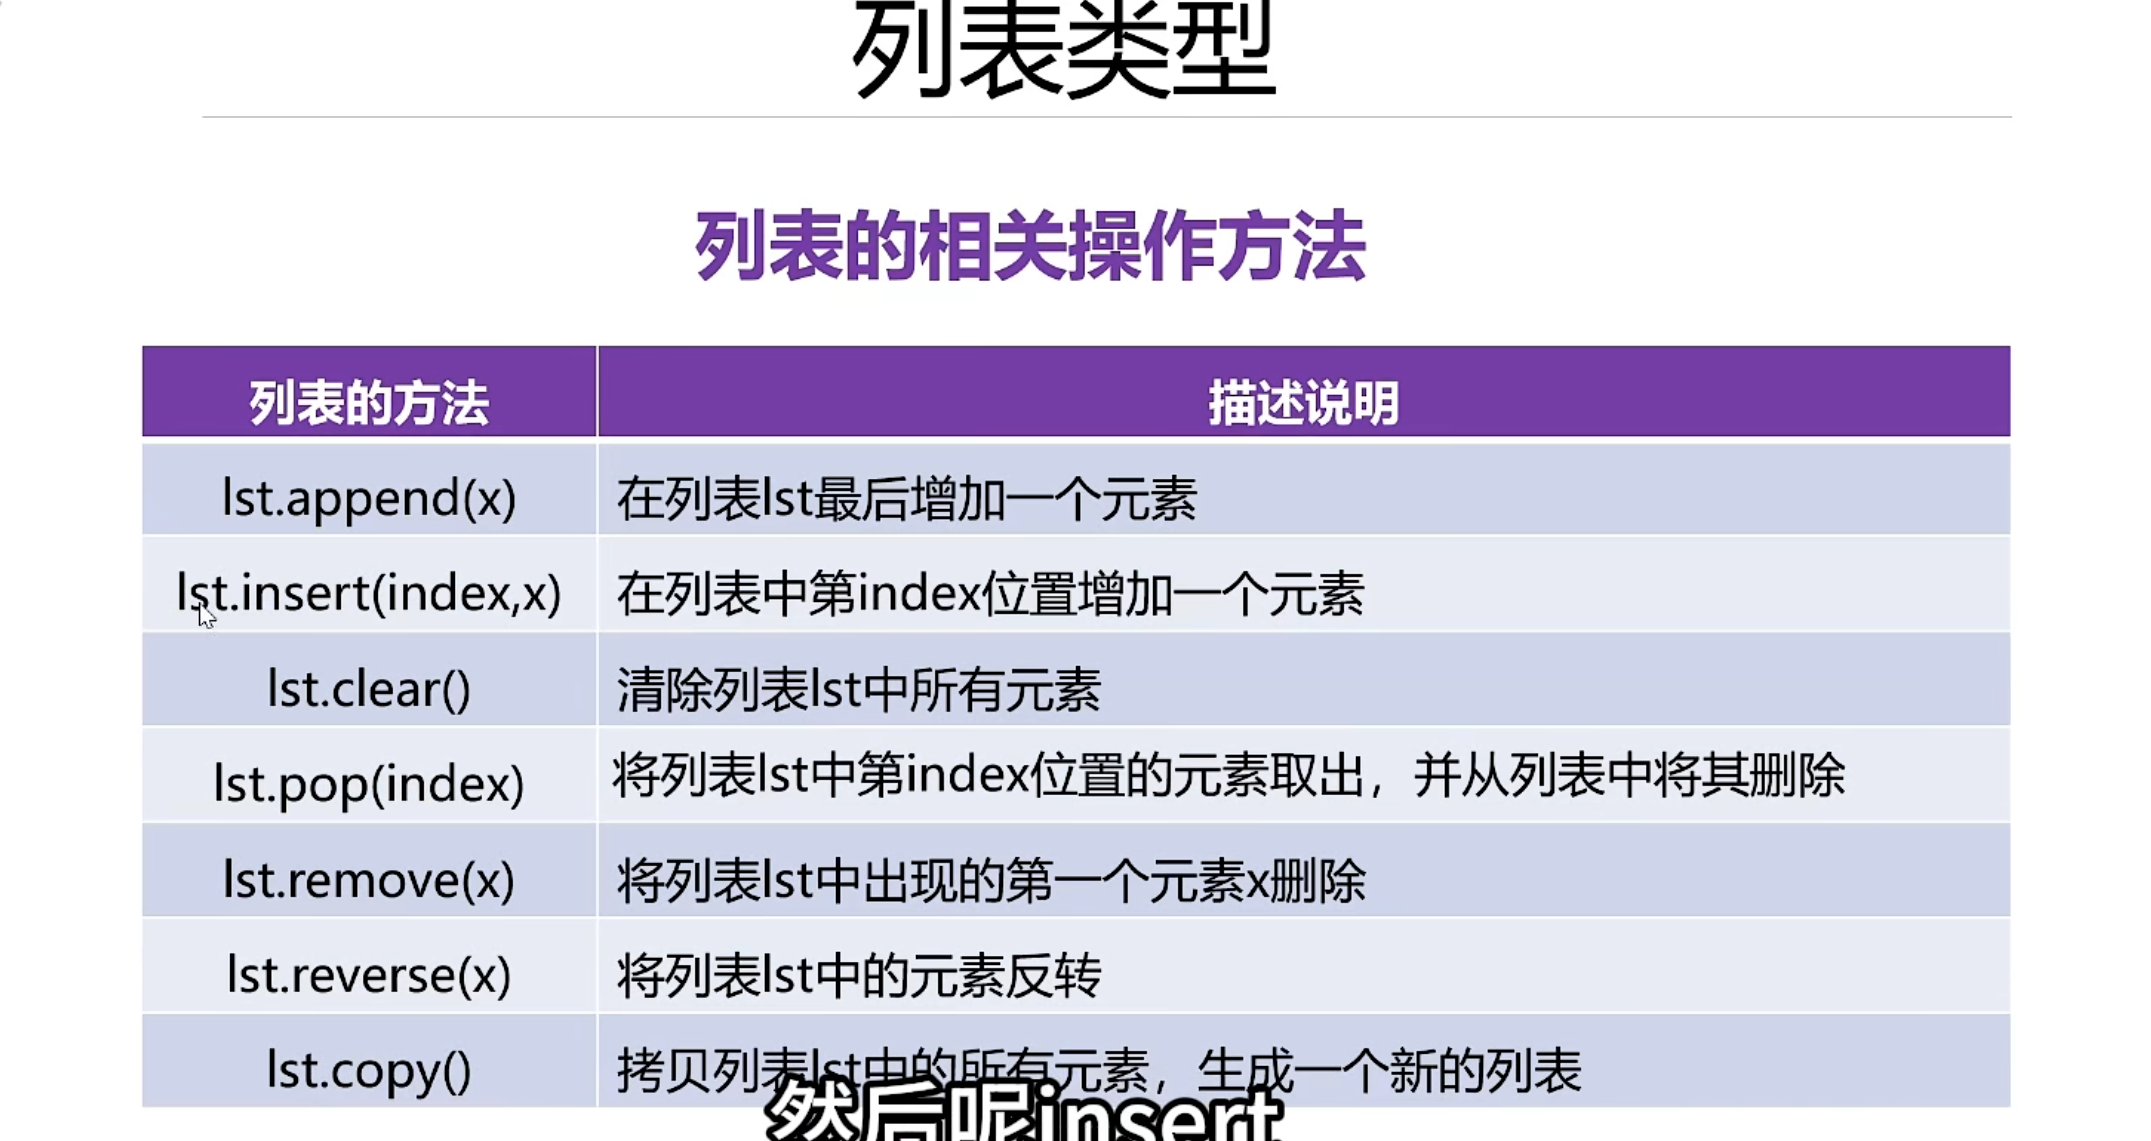 列表类型
列表的相关操作方法
列表的方法 描述说明
lst.append(x) 在列表lst最后增加一个元素
lst.insert(index,x) 在列表中第index位置增加一个元素
lst.clear() 清除列表lst中所有元素
lst.pop(index) 将列表lst中第index位置的元素取出，并从列表中将其删除
lst.remove(x) 将列表lst中出现的第一个元素x删除
lst.reverse(x) 将列表lst中的元素反转
lst.copy() 拷贝列表lst中的所有元素，生成一个新的列表
然后呢insert